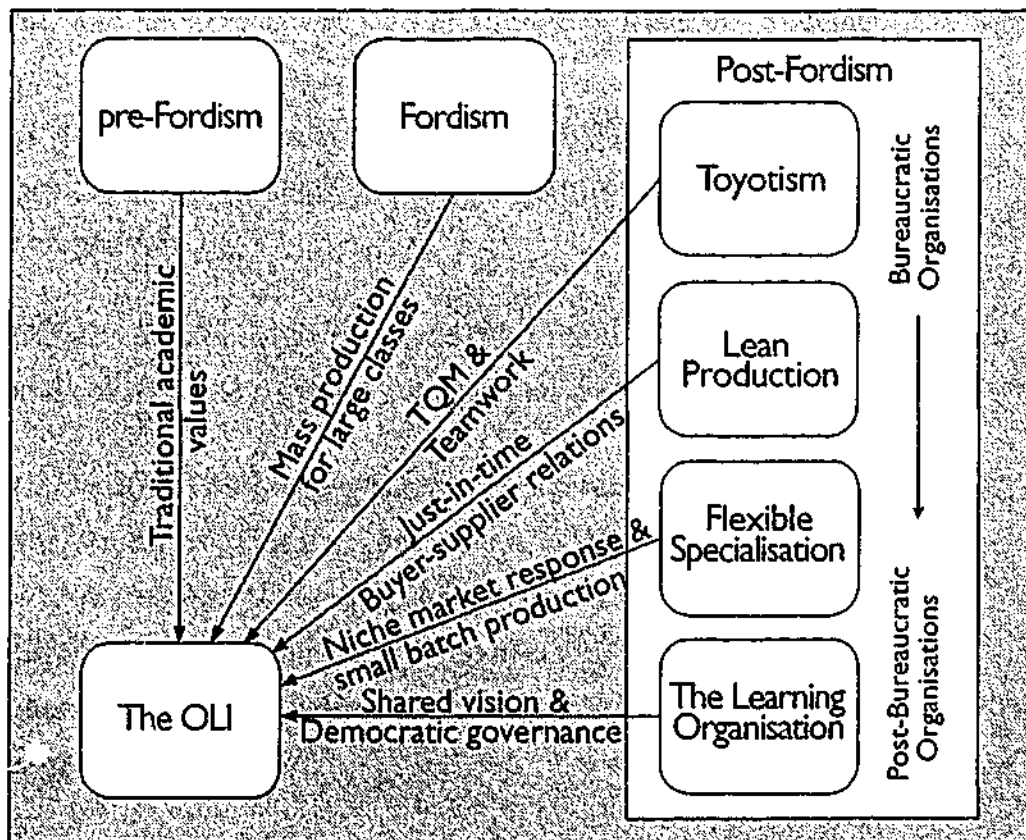 pre-Fordism
Fordism
Post-Fordism
Toyotism
Lean
Production
Flexible
Specialisation
The Learning
Organisation
Bureaucratic
Organisations
Post-Bureaucratic
Organisations
Traditional academic
values
Mass production
for large classes
TQM &
Teamwork
Just-in-time
Buyer-supplier relations
Niche market response &
small batch production
Shared vision &
Democratic governance
The OLI